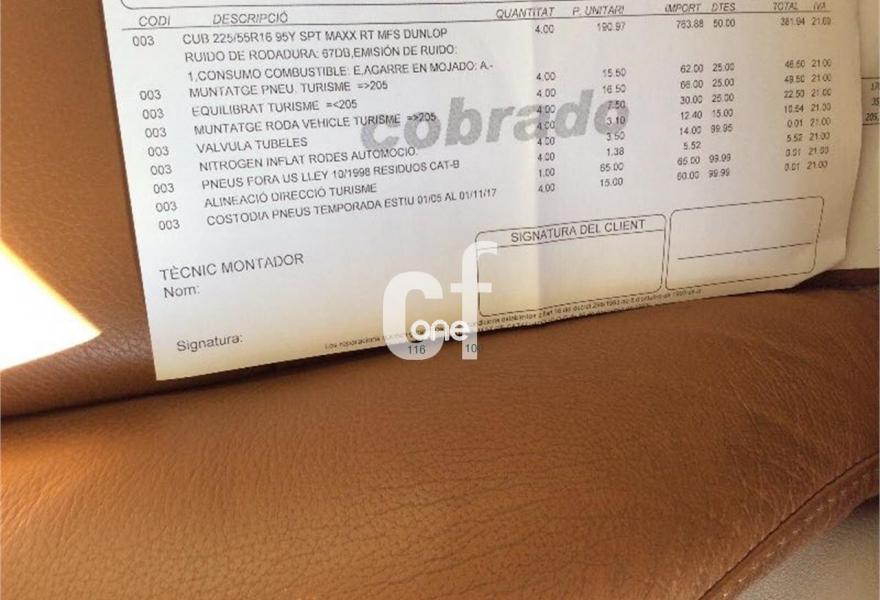 CODI DESCRIPCIÓ QUANTITAT P. UNITARI IMPORT DTES TOTAL IVA
003 CUB 225/55R16 95Y SPT MAXX RT MFS DUNLOP 4.00 190.97 763.88 50.00 381.94 21.00
RUIDO DE RODADURA: 67DB,EMISIÓN DE RUIDO:
1,CONSUMO COMBUSTIBLE: E,AGARRE EN MOJADO: A.-
003 MUNTATGE PNEU. TURISME =>205 4.00 15.50 62.00 25.00 46.50 21.00
003 EQUILIBRAT TURISME =<205 4.00 16.50 66.00 25.00 49.50 21.00
003 MUNTATGE RODA VEHICLE TURISME =>205 4.00 7.50 30.00 25.00 22.50 21.00
003 VALVULA TUBELES 4.00 3.10 12.40 15.00 10.54 21.00
003 NITROGEN INFLAT RODES AUTOMOCIO. 4.00 3.50 14.00 99.95 0.01 21.00
003 PNEUS FORA US LLEY 10/1998 RESIDUOS CAT-B 4.00 1.38 5.52 5.52 21.00
003 ALINEACIÓ DIRECCIÓ TURISME 1.00 65.00 65.00 99.99 0.01 21.00
003 COSTODIA PNEUS TEMPORADA ESTIU 01/05 AL 01/11/17 4.00 15.00 60.00 99.99 0.01 21.00
cobrado
SIGNATURA DEL CLIENT
TÈCNIC MONTADOR
Nom:
Signatura:
cf
one
116